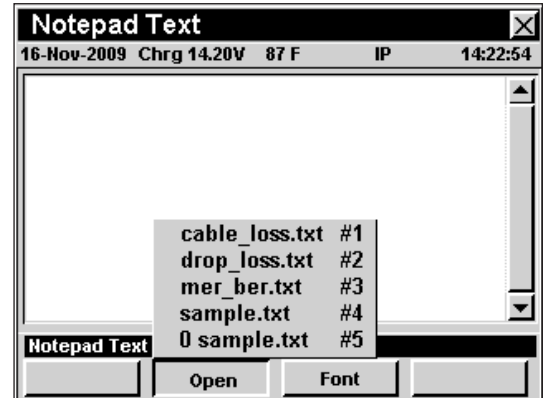 Notepad Text
16-Nov-2009 Chrg 14.20V 87 F IP 14:22:54
cable_loss.txt #1
drop_loss.txt #2
mer_ber.txt #3
sample.txt #4
0 sample.txt #5
Notepad Text
Open Font